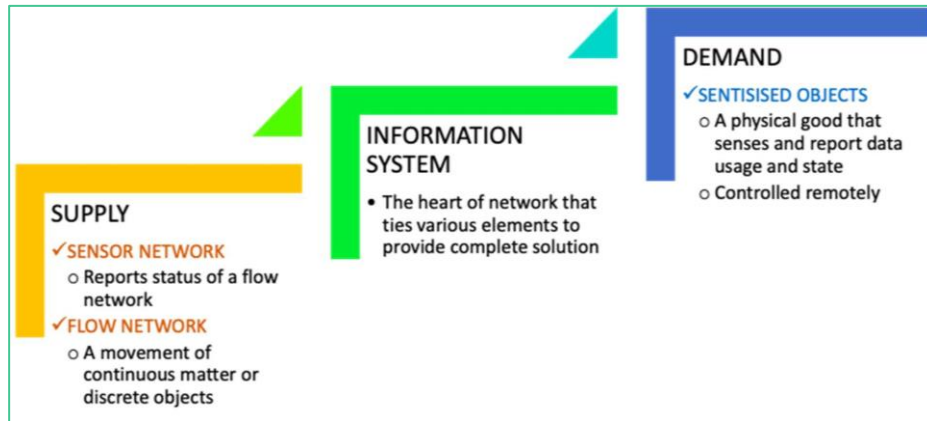 SUPPLY
✓SENSOR NETWORK
o Reports status of a flow
network
✓FLOW NETWORK
o A movement of
continuous matter or
discrete objects
INFORMATION
SYSTEM
• The heart of network that
ties various elements to
provide complete solution
DEMAND
✓SENTISISED OBJECTS
o A physical good that
senses and report data
usage and state
o Controlled remotely